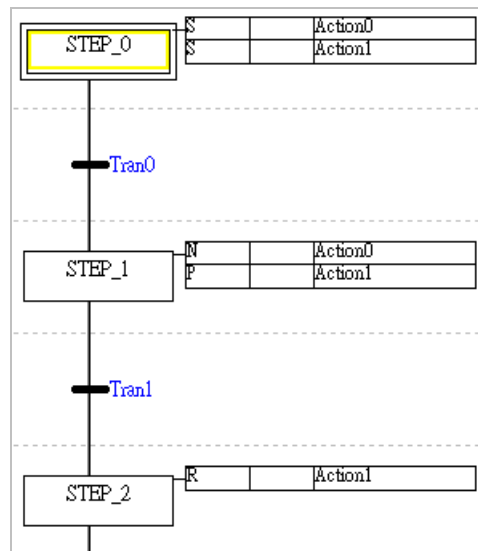 STEP_0 S Action0
S Action1
Tran0
STEP_1 N Action0
P Action1
Tran1
STEP_2 R Action1